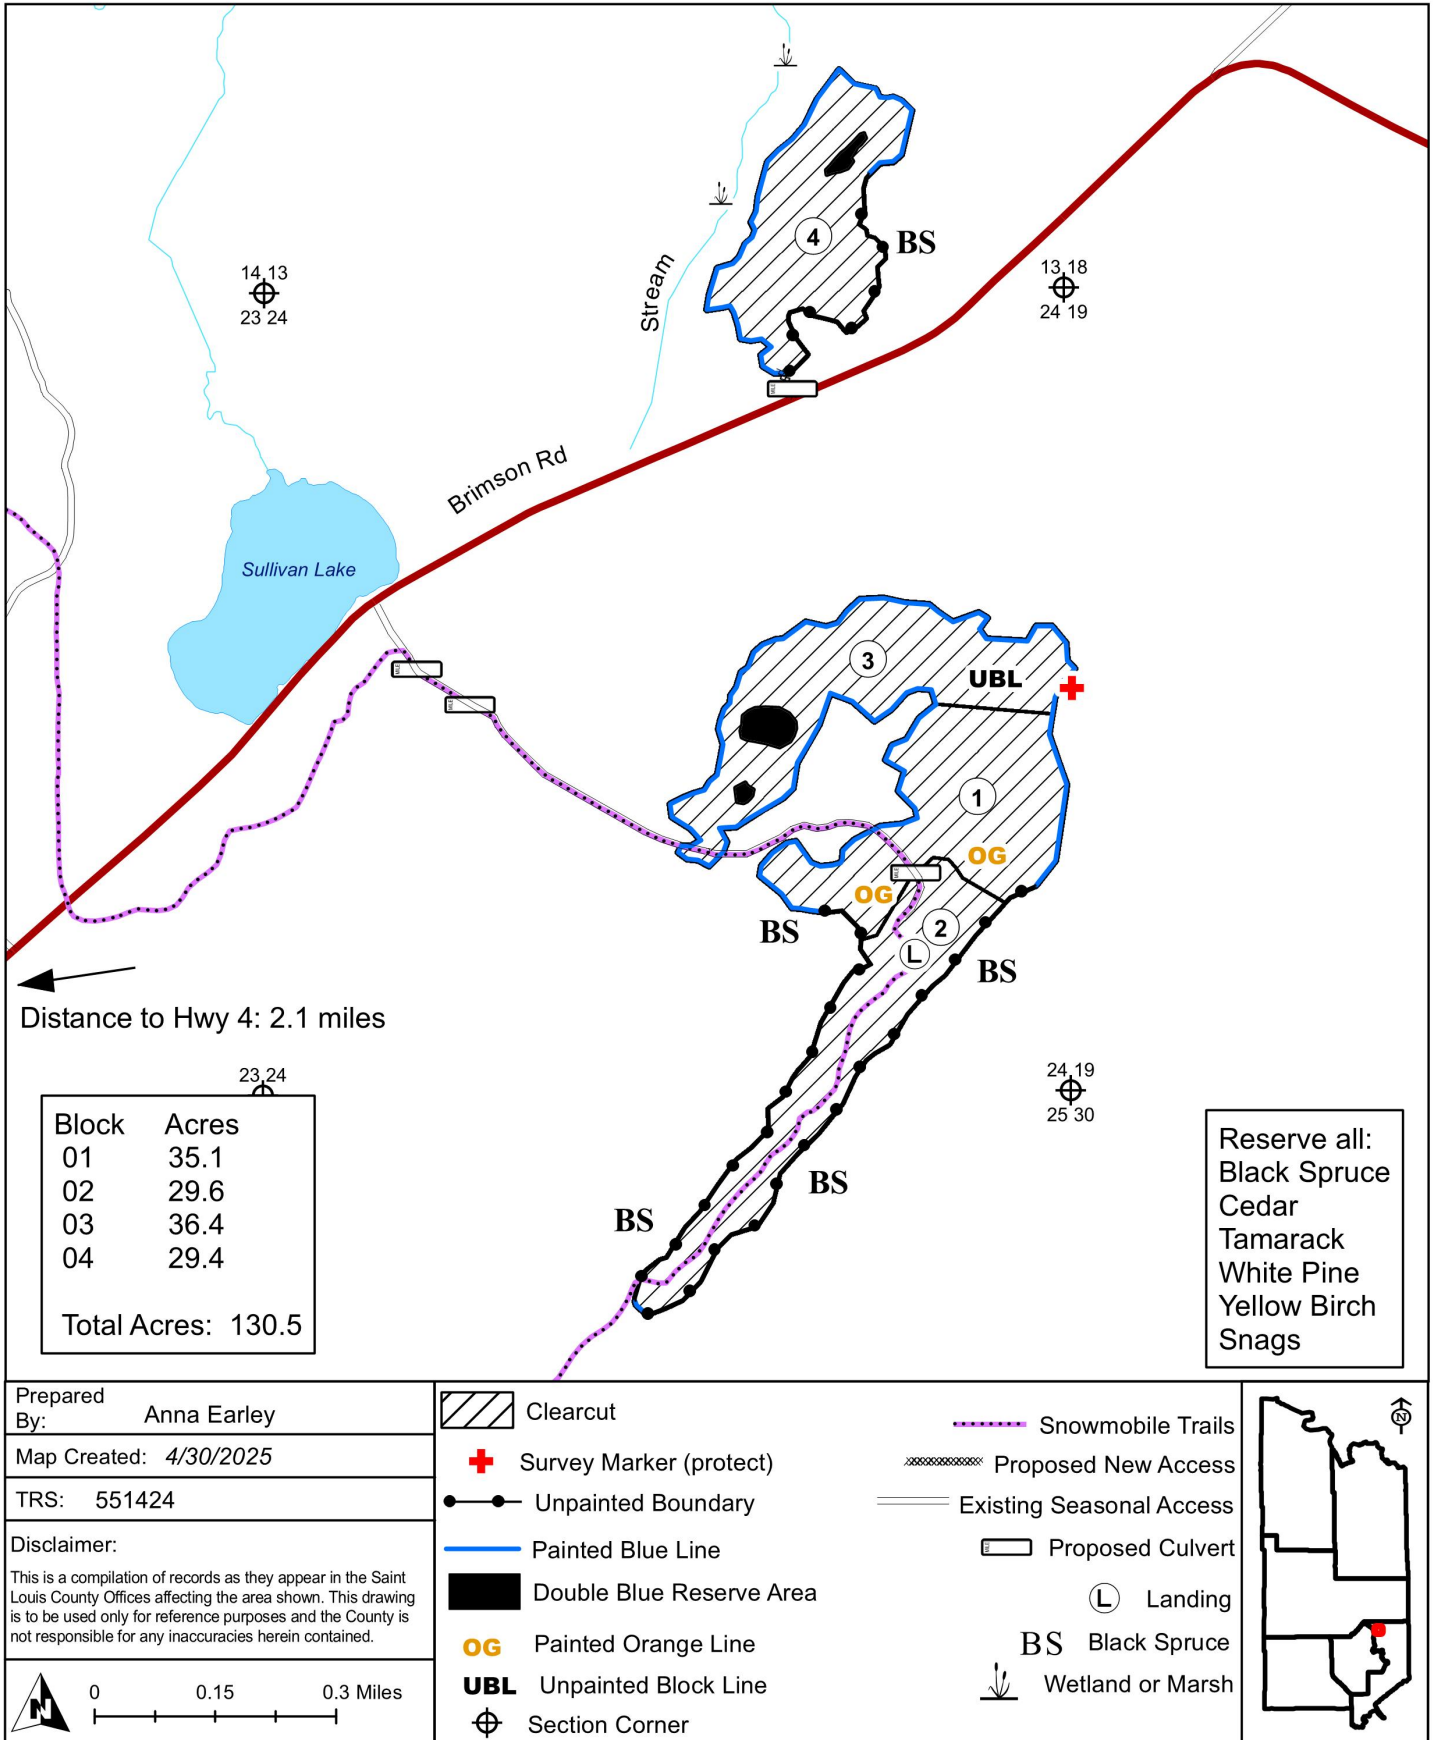 4
BS
14 13
23 24
13 18
24 19
Stream
Brimson Rd
Sullivan Lake
3
UBL
1
OG
OG
BS
2
L
BS
Distance to Hwy 4: 2.1 miles
23 24
24 19
25 30
Block Acres
01 35.1
02 29.6
03 36.4
04 29.4
Total Acres: 130.5
BS
BS
Reserve all:
Black Spruce
Cedar
Tamarack
White Pine
Yellow Birch
Snags
Prepared
By: Anna Earley
Map Created: 4/30/2025
TRS: 551424
Disclaimer:
This is a compilation of records as they appear in the Saint
Louis County Offices affecting the area shown. This drawing
is to be used only for reference purposes and the County is
not responsible for any inaccuracies herein contained.
N
0 0.15 0.3 Miles
Clearcut
Survey Marker (protect)
Unpainted Boundary
Painted Blue Line
Double Blue Reserve Area
OG Painted Orange Line
UBL Unpainted Block Line
Section Corner
Snowmobile Trails
Proposed New Access
Existing Seasonal Access
Proposed Culvert
L Landing
BS Black Spruce
Wetland or Marsh
N